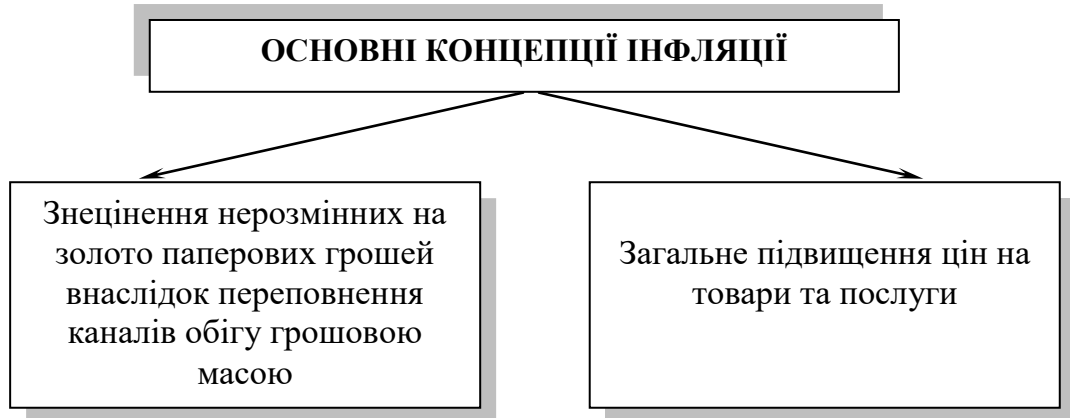 ОСНОВНІ КОНЦЕПЦІЇ ІНФЛЯЦІЇ
Знецінення нерозмінних на
золото паперових грошей
внаслідок переповнення
каналів обігу грошовою
масою
Загальне підвищення цін на
товари та послуги